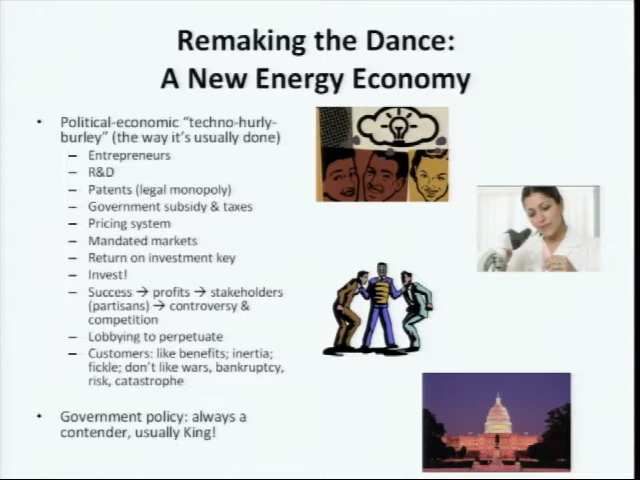 Remaking the Dance:
A New Energy Economy
• Political-economic “techno-hurly-
burley” (the way it’s usually done)
– Entrepreneurs
– R&D
– Patents (legal monopoly)
– Government subsidy & taxes
– Pricing system
– Mandated markets
– Return on investment key
– Invest!
– Success → profits → stakeholders
(partisans) → controversy &
competition
– Lobbying to perpetuate
– Customers: like benefits; inertia;
fickle; don’t like wars, bankruptcy,
risk, catastrophe
• Government policy: always a
contender, usually King!